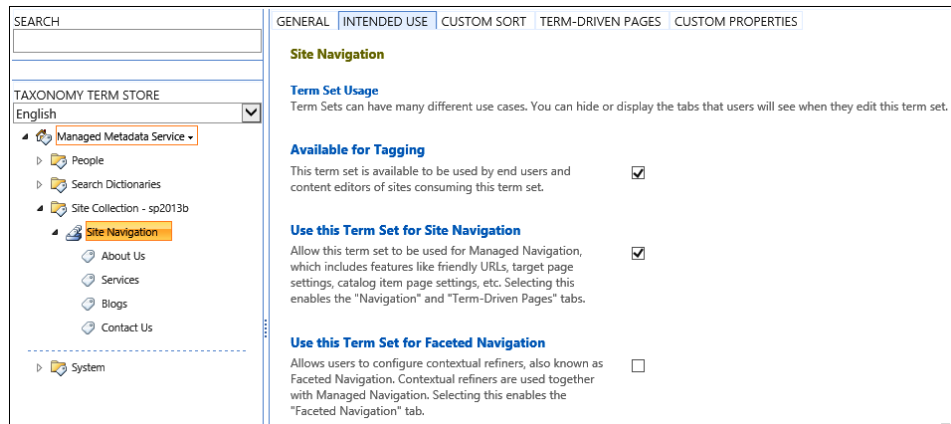 SEARCH
TAXONOMY TERM STORE
English
Managed Metadata Service
People
Search Dictionaries
Site Collection - sp2013b
Site Navigation
About Us
Services
Blogs
Contact Us
System
GENERAL INTENDED USE CUSTOM SORT TERM-DRIVEN PAGES CUSTOM PROPERTIES
Site Navigation
Term Set Usage
Term Sets can have many different use cases. You can hide or display the tabs that users will see when they edit this term set.
Available for Tagging
This term set is available to be used by end users and
content editors of sites consuming this term set.
Use this Term Set for Site Navigation
Allow this term set to be used for Managed Navigation,
which includes features like friendly URLs, target page
settings, catalog item page settings, etc. Selecting this
enables the "Navigation" and "Term-Driven Pages" tabs.
Use this Term Set for Faceted Navigation
Allows users to configure contextual refiners, also known as
Faceted Navigation. Contextual refiners are used together
with Managed Navigation. Selecting this enables the
"Faceted Navigation" tab.